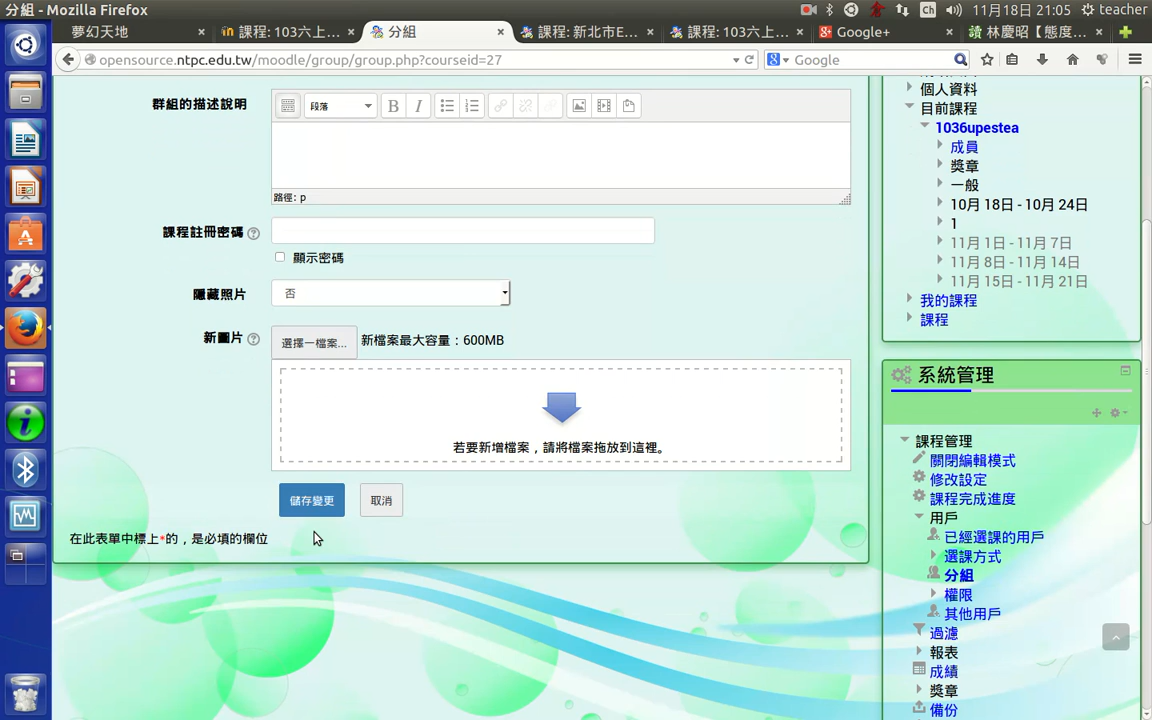 分組 - Mozilla Firefox
Ch
11月18日 21:05
teacher
夢幻天地
課程: 103六上...
分組
課程: 新北市E...
課程: 103六上...
Google+
林慶昭【態度...
opensource.ntpc.edu.tw/moodle/group/group.php?courseid=27
Google
群組的描述說明
段落
B
I
路徑: p
課程註冊密碼
顯示密碼
隱藏照片
否
新圖片
選擇一檔案...
新檔案最大容量：600MB
若要新增檔案，請將檔案拖放到這裡。
儲存變更
取消
在此表單中標上*的，是必填的欄位
個人資料
目前課程
1036upestea
成員
獎章
一般
10月 18日 - 10月 24日
1
11月 1日 - 11月 7日
11月 8日 - 11月 14日
11月 15日 - 11月 21日
我的課程
課程
系統管理
課程管理
關閉編輯模式
修改設定
課程完成進度
用戶
已經選課的用戶
選課方式
分組
權限
其他用戶
過濾
報表
成績
獎章
備份